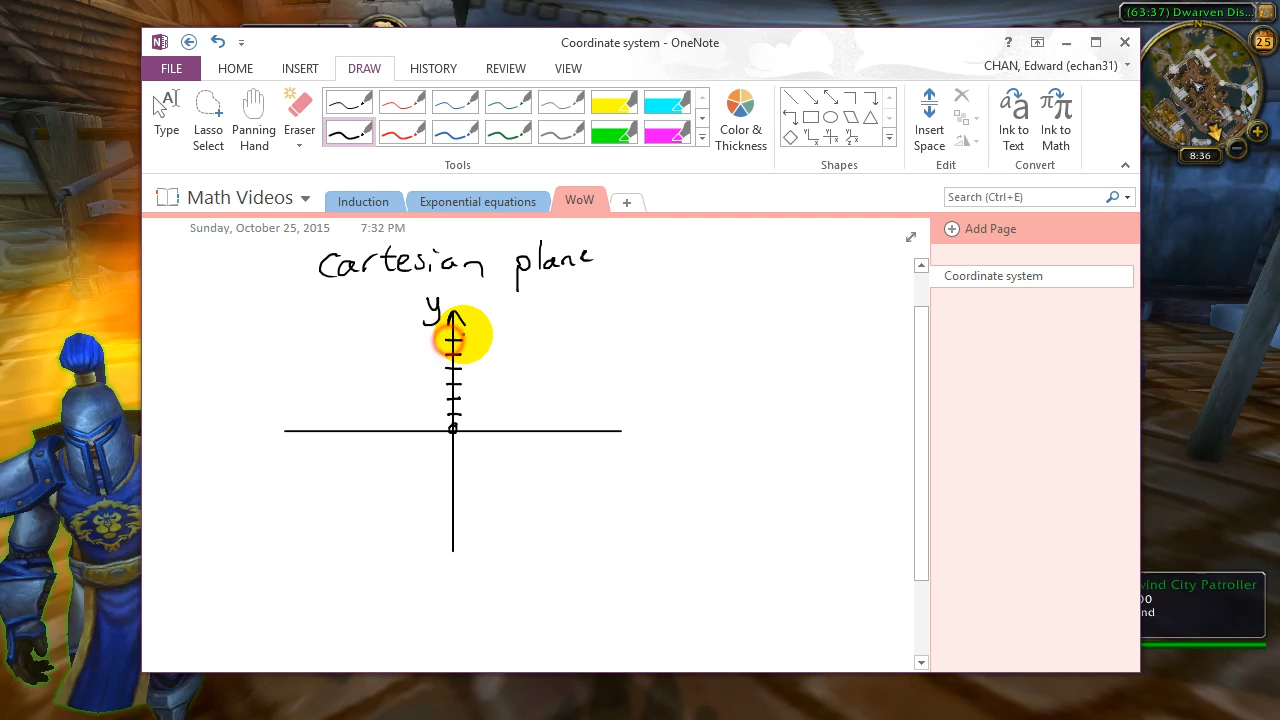 (63:37) Dwarven Dis...
N
25
8:36
Coordinate system - OneNote
?
FILE HOME INSERT DRAW HISTORY REVIEW VIEW
CHAN, Edward (echan31)
Type
Lasso Select
Panning Hand
Eraser
Color & Thickness
Insert Space
Ink to Text
Ink to Math
Tools
Shapes
Edit
Convert
Math Videos
Induction
Exponential equations
WoW
Search (Ctrl+E)
Sunday, October 25, 2015 7:32 PM
Add Page
Coordinate system
Cartesian plane
y
wind City Patroller